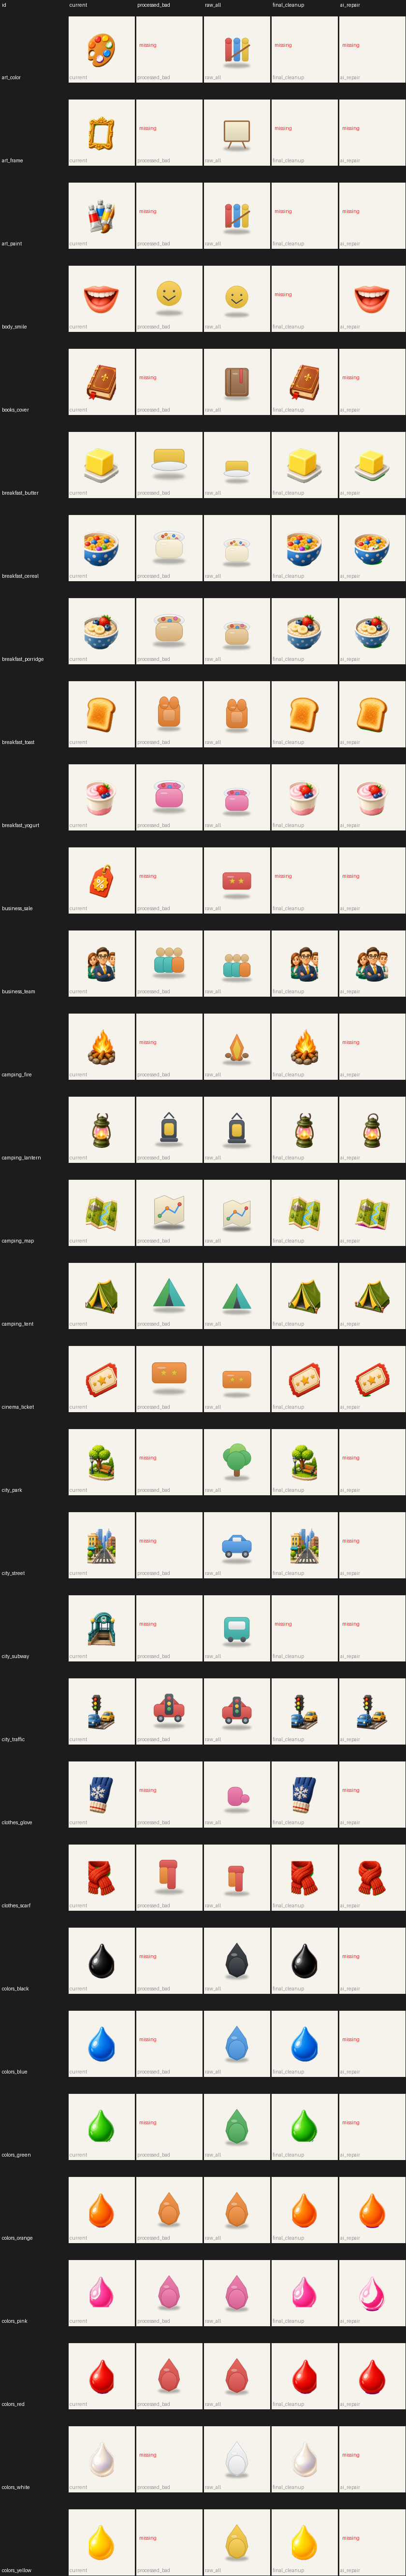 id current processed_bad raw_all final_cleanup ai_repair
missing missing missing
current processed_bad raw_all final_cleanup ai_repair
art_color
missing missing missing
current processed_bad raw_all final_cleanup ai_repair
art_frame
missing missing missing
current processed_bad raw_all final_cleanup ai_repair
art_paint
missing
current processed_bad raw_all final_cleanup ai_repair
body_smile
missing missing
current processed_bad raw_all final_cleanup ai_repair
books_cover
current processed_bad raw_all final_cleanup ai_repair
breakfast_butter
current processed_bad raw_all final_cleanup ai_repair
breakfast_cereal
current processed_bad raw_all final_cleanup ai_repair
breakfast_porridge
current processed_bad raw_all final_cleanup ai_repair
breakfast_toast
current processed_bad raw_all final_cleanup ai_repair
breakfast_yogurt
%
missing missing missing
current processed_bad raw_all final_cleanup ai_repair
business_sale
current processed_bad raw_all final_cleanup ai_repair
business_team
missing missing
current processed_bad raw_all final_cleanup ai_repair
camping_fire
current processed_bad raw_all final_cleanup ai_repair
camping_lantern
current processed_bad raw_all final_cleanup ai_repair
camping_map
current processed_bad raw_all final_cleanup ai_repair
camping_tent
current processed_bad raw_all final_cleanup ai_repair
cinema_ticket
missing missing
current processed_bad raw_all final_cleanup ai_repair
city_park
missing missing
current processed_bad raw_all final_cleanup ai_repair
city_street
missing missing missing
current processed_bad raw_all final_cleanup ai_repair
city_subway
current processed_bad raw_all final_cleanup ai_repair
city_traffic
missing missing
current processed_bad raw_all final_cleanup ai_repair
clothes_glove
current processed_bad raw_all final_cleanup ai_repair
clothes_scarf
missing missing
current processed_bad raw_all final_cleanup ai_repair
colors_black
missing missing
current processed_bad raw_all final_cleanup ai_repair
colors_blue
missing missing
current processed_bad raw_all final_cleanup ai_repair
colors_green
current processed_bad raw_all final_cleanup ai_repair
colors_orange
current processed_bad raw_all final_cleanup ai_repair
colors_pink
current processed_bad raw_all final_cleanup ai_repair
colors_red
missing missing
current processed_bad raw_all final_cleanup ai_repair
colors_white
missing missing
current processed_bad raw_all final_cleanup ai_repair
colors_yellow